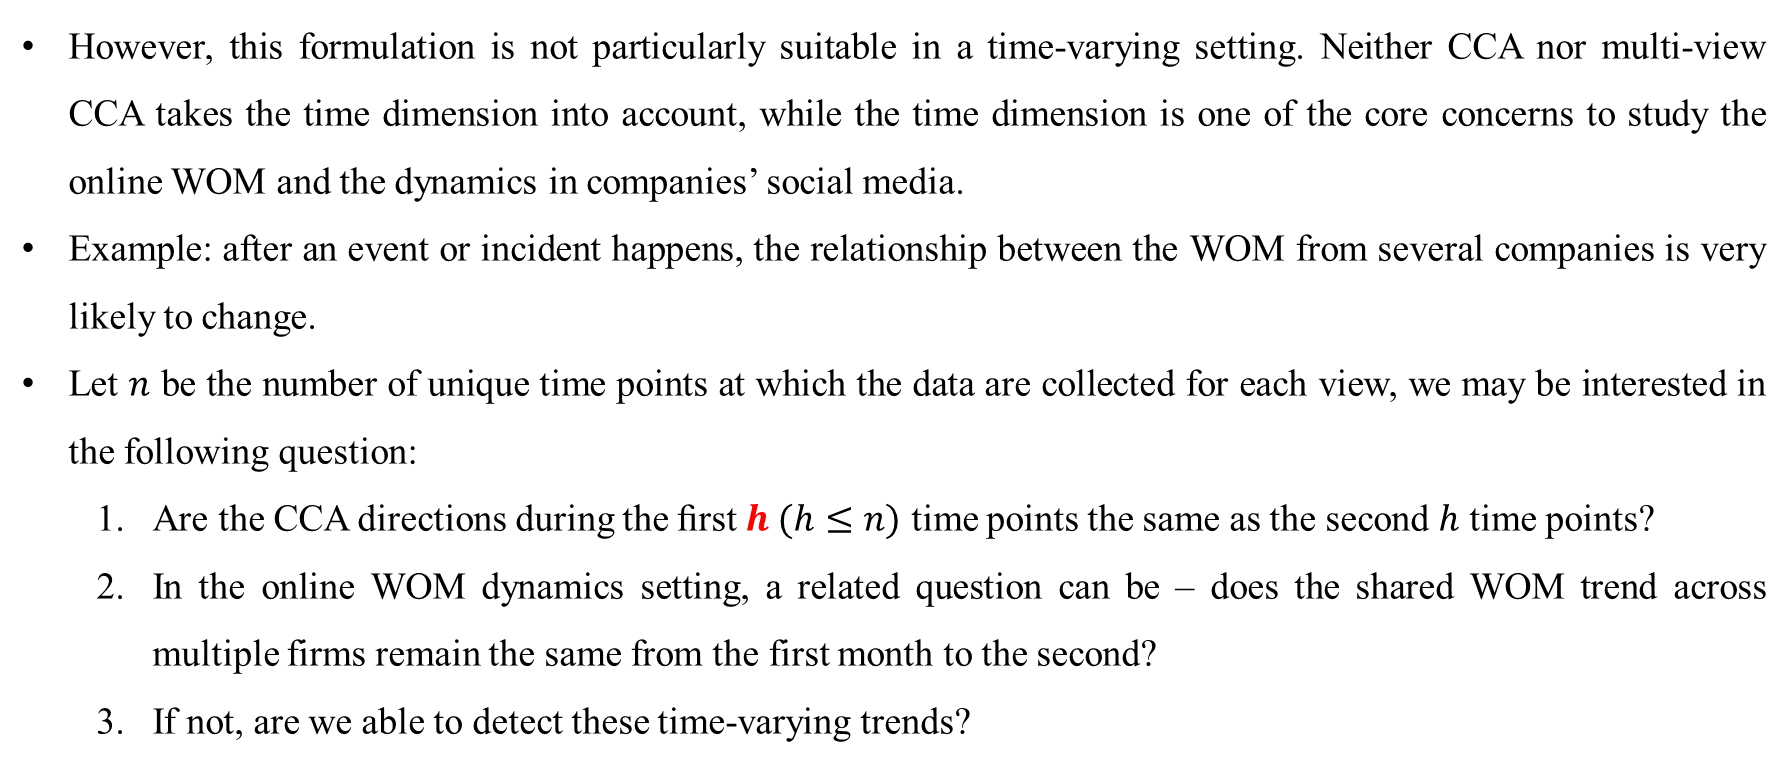 • However, this formulation is not particularly suitable in a time-varying setting. Neither CCA nor multi-view
CCA takes the time dimension into account, while the time dimension is one of the core concerns to study the
online WOM and the dynamics in companies’ social media.
• Example: after an event or incident happens, the relationship between the WOM from several companies is very
likely to change.
• Let n be the number of unique time points at which the data are collected for each view, we may be interested in
the following question:
1. Are the CCA directions during the first h (h ≤ n) time points the same as the second h time points?
2. In the online WOM dynamics setting, a related question can be – does the shared WOM trend across
multiple firms remain the same from the first month to the second?
3. If not, are we able to detect these time-varying trends?